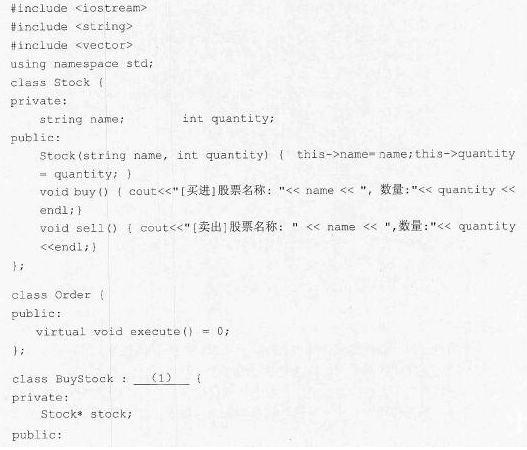 #include <iostream>
#include <string>
#include <vector>
using namespace std;
class Stock {
private:
string name; int quantity;
public:
Stock(string name, int quantity) { this->name=name;this->quantity
= quantity; }
void buy() { cout<<"[买进]股票名称: "<< name << ", 数量:"<< quantity <<
endl;}
void sell() { cout<<"[卖出]股票名称: " << name << ",数量:"<< quantity
<<endl;}
};
class Order {
public:
virtual void execute() = 0;
};
class BuyStock : __(1)__ {
private:
Stock* stock;
public: